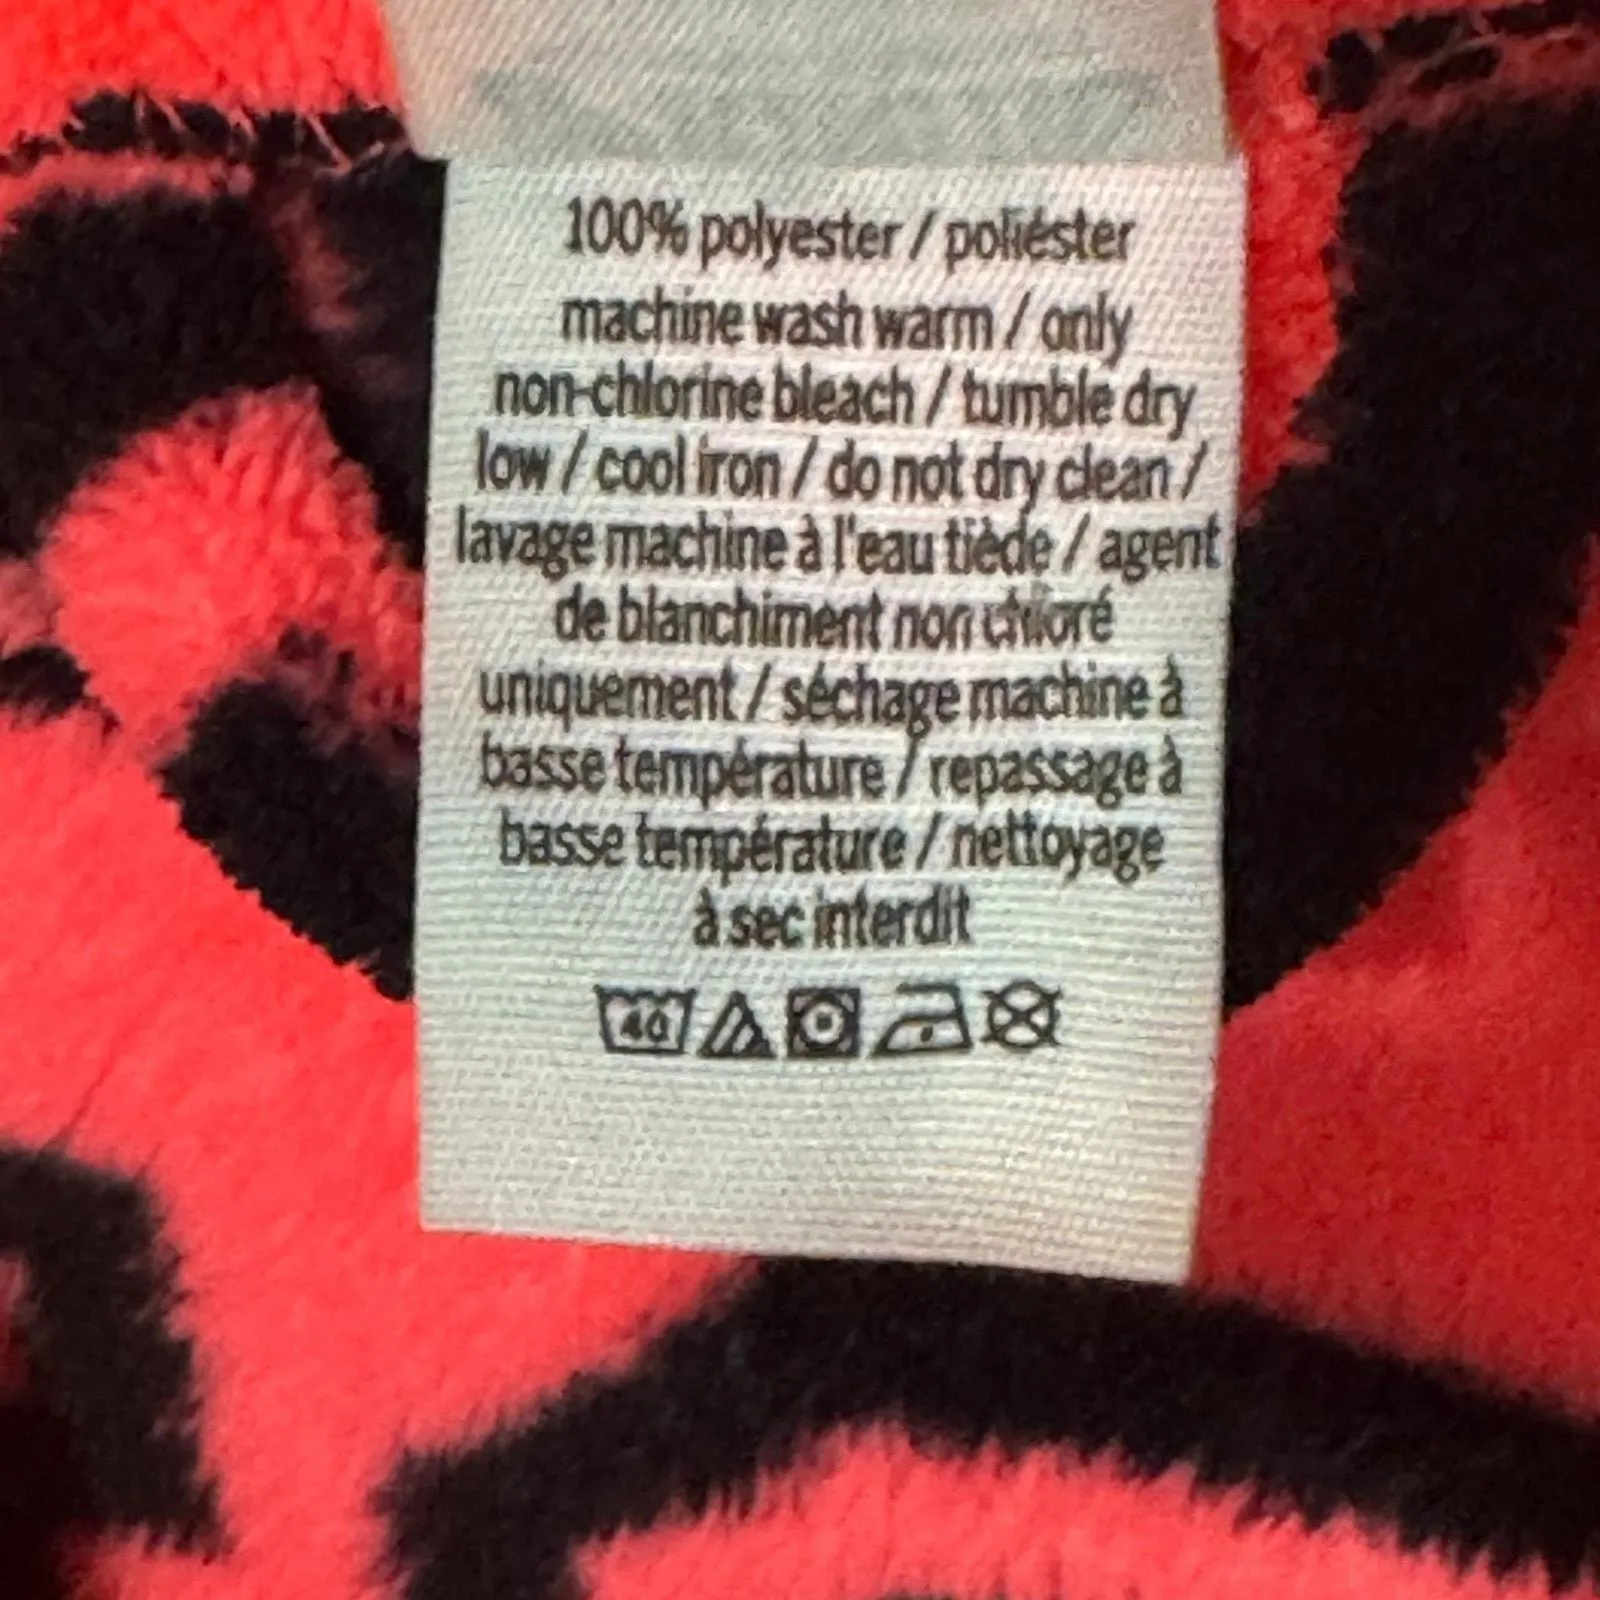 100% polyester / poliéster
machine wash warm / only
non-chlorine bleach / tumble dry
low / cool iron / do not dry clean /
lavage machine à l'eau tiède / agent
de blanchiment non chloré
uniquement / séchage machine à
basse température / repassage à
basse température / nettoyage
à sec interdit
40